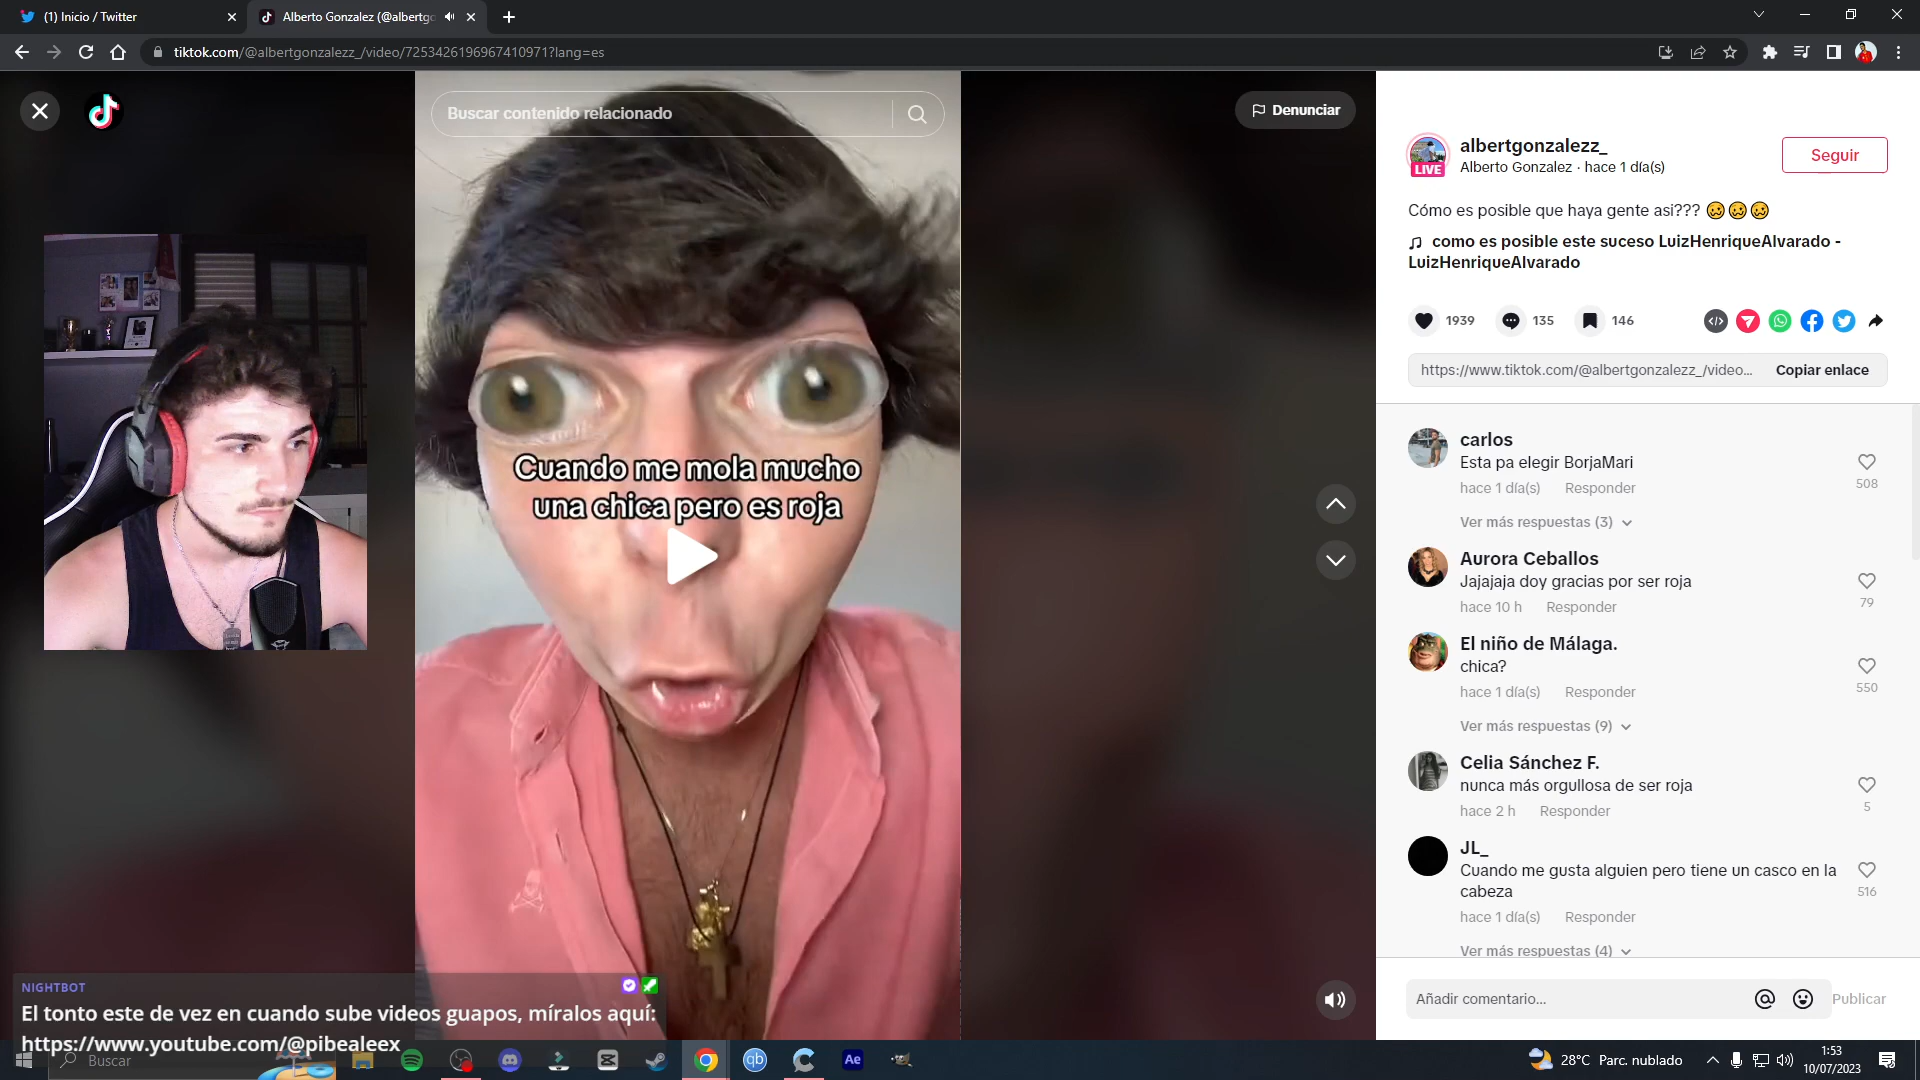 (1) Inicio / Twitter
Alberto Gonzalez (@albertgo
tiktok.com/@albertgonzalezz_/video/7253426196967410971?lang=es
Buscar contenido relacionado
Denunciar
Cuando me mola mucho
una chica pero es roja
LIVE
albertgonzalezz_
Alberto Gonzalez · hace 1 día(s)
Seguir
Cómo es posible que haya gente asi??? 🥴🥴🥴
como es posible este suceso LuizHenriqueAlvarado -
LuizHenriqueAlvarado
1939
135
146
https://www.tiktok.com/@albertgonzalezz_/video...
Copiar enlace
carlos
Esta pa elegir BorjaMari
hace 1 día(s) Responder
508
Ver más respuestas (3)
Aurora Ceballos
Jajajaja doy gracias por ser roja
hace 10 h Responder
79
El niño de Málaga.
chica?
hace 1 día(s) Responder
550
Ver más respuestas (9)
Celia Sánchez F.
nunca más orgullosa de ser roja
hace 2 h Responder
5
JL_
Cuando me gusta alguien pero tiene un casco en la
cabeza
hace 1 día(s) Responder
516
Ver más respuestas (4)
Añadir comentario...
Publicar
NIGHTBOT
El tonto este de vez en cuando sube videos guapos, míralos aquí:
https://www.youtube.com/@pibealeex
Buscar
qb
Ae
28°C Parc. nublado
1:53
10/07/2023